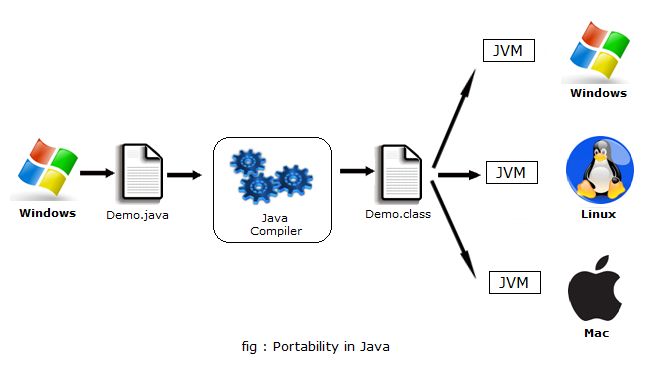 JVM
Windows
Windows
Demo.java
Java
Compiler
Demo.class
JVM
Linux
JVM
Mac
fig : Portability in Java